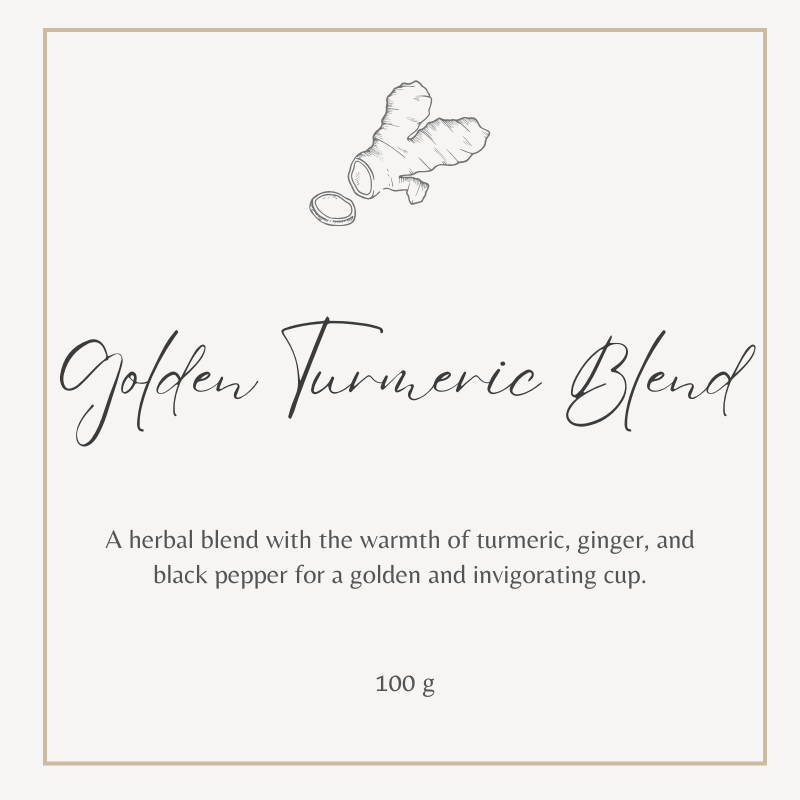 Golden Turmeric Blend
A herbal blend with the warmth of turmeric, ginger, and
black pepper for a golden and invigorating cup.
100 g